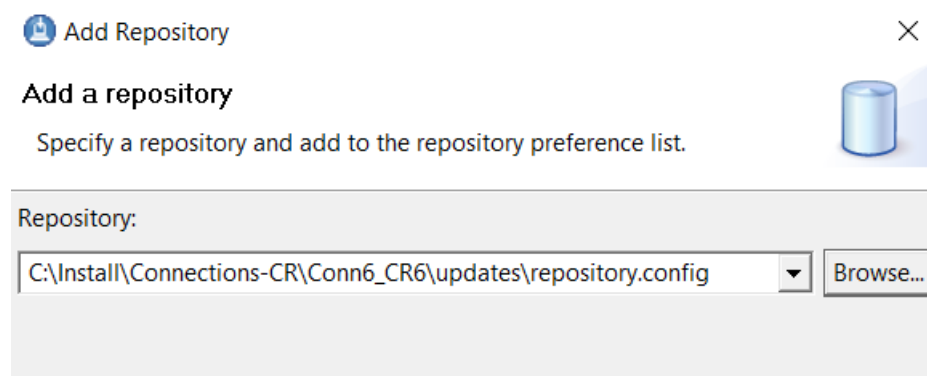 Add Repository
Add a repository
Specify a repository and add to the repository preference list.
Repository:
C:\Install\Connections-CR\Conn6_CR6\updates\repository.config
Browse...